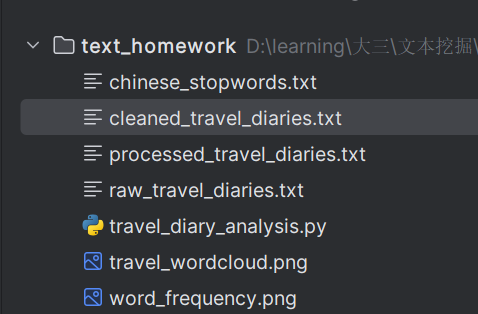 text_homework D:\learning\大三\文本挖掘\
chinese_stopwords.txt
cleaned_travel_diaries.txt
processed_travel_diaries.txt
raw_travel_diaries.txt
travel_diary_analysis.py
travel_wordcloud.png
word_frequency.png